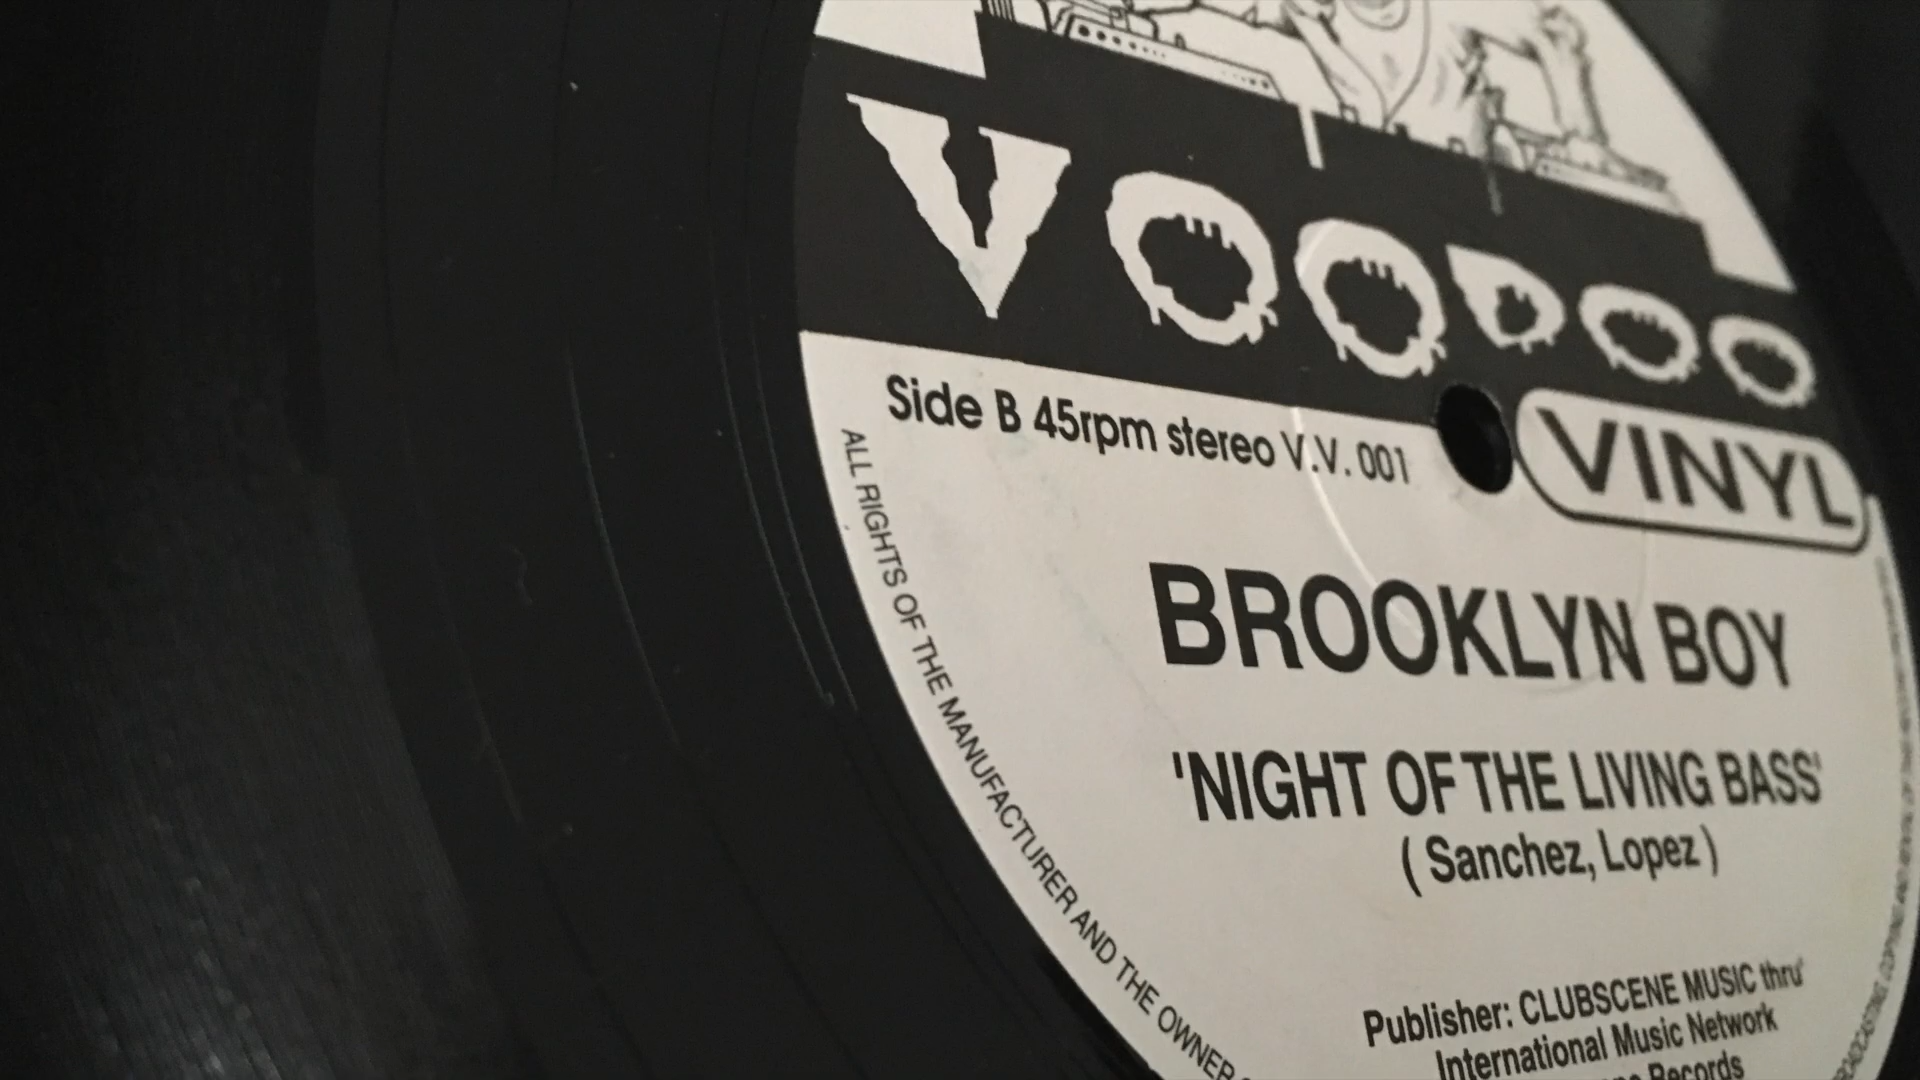 VOODOO
VINYL
Side B 45rpm stereo V.V. 001
BROOKLYN BOY
'NIGHT OF THE LIVING BASS'
( Sanchez, Lopez )
Publisher: CLUBSCENE MUSIC thru'
International Music Network
Records
ALL RIGHTS OF THE MANUFACTURER AND THE OWNER